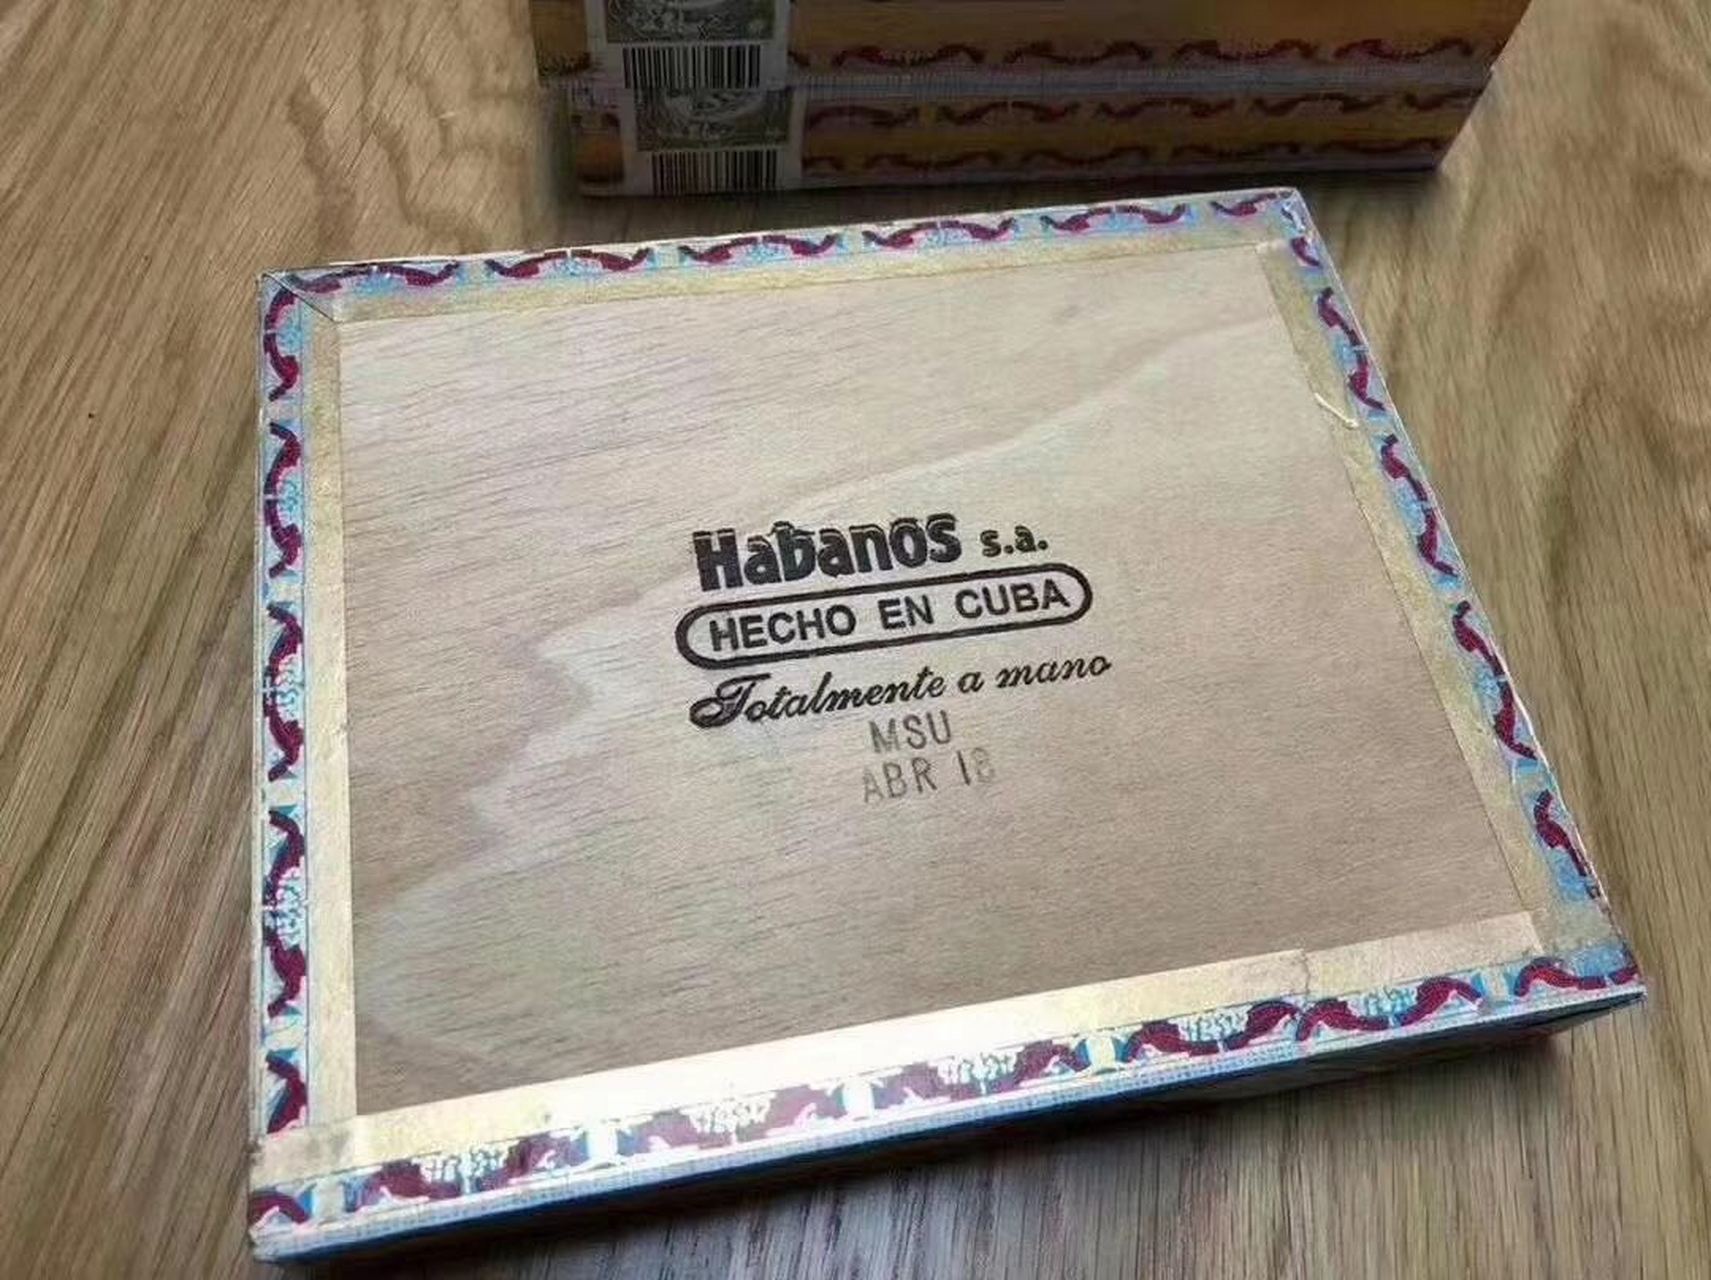 Habanos s.a.
HECHO EN CUBA
Totalmente a mano
MSU
ABR 18